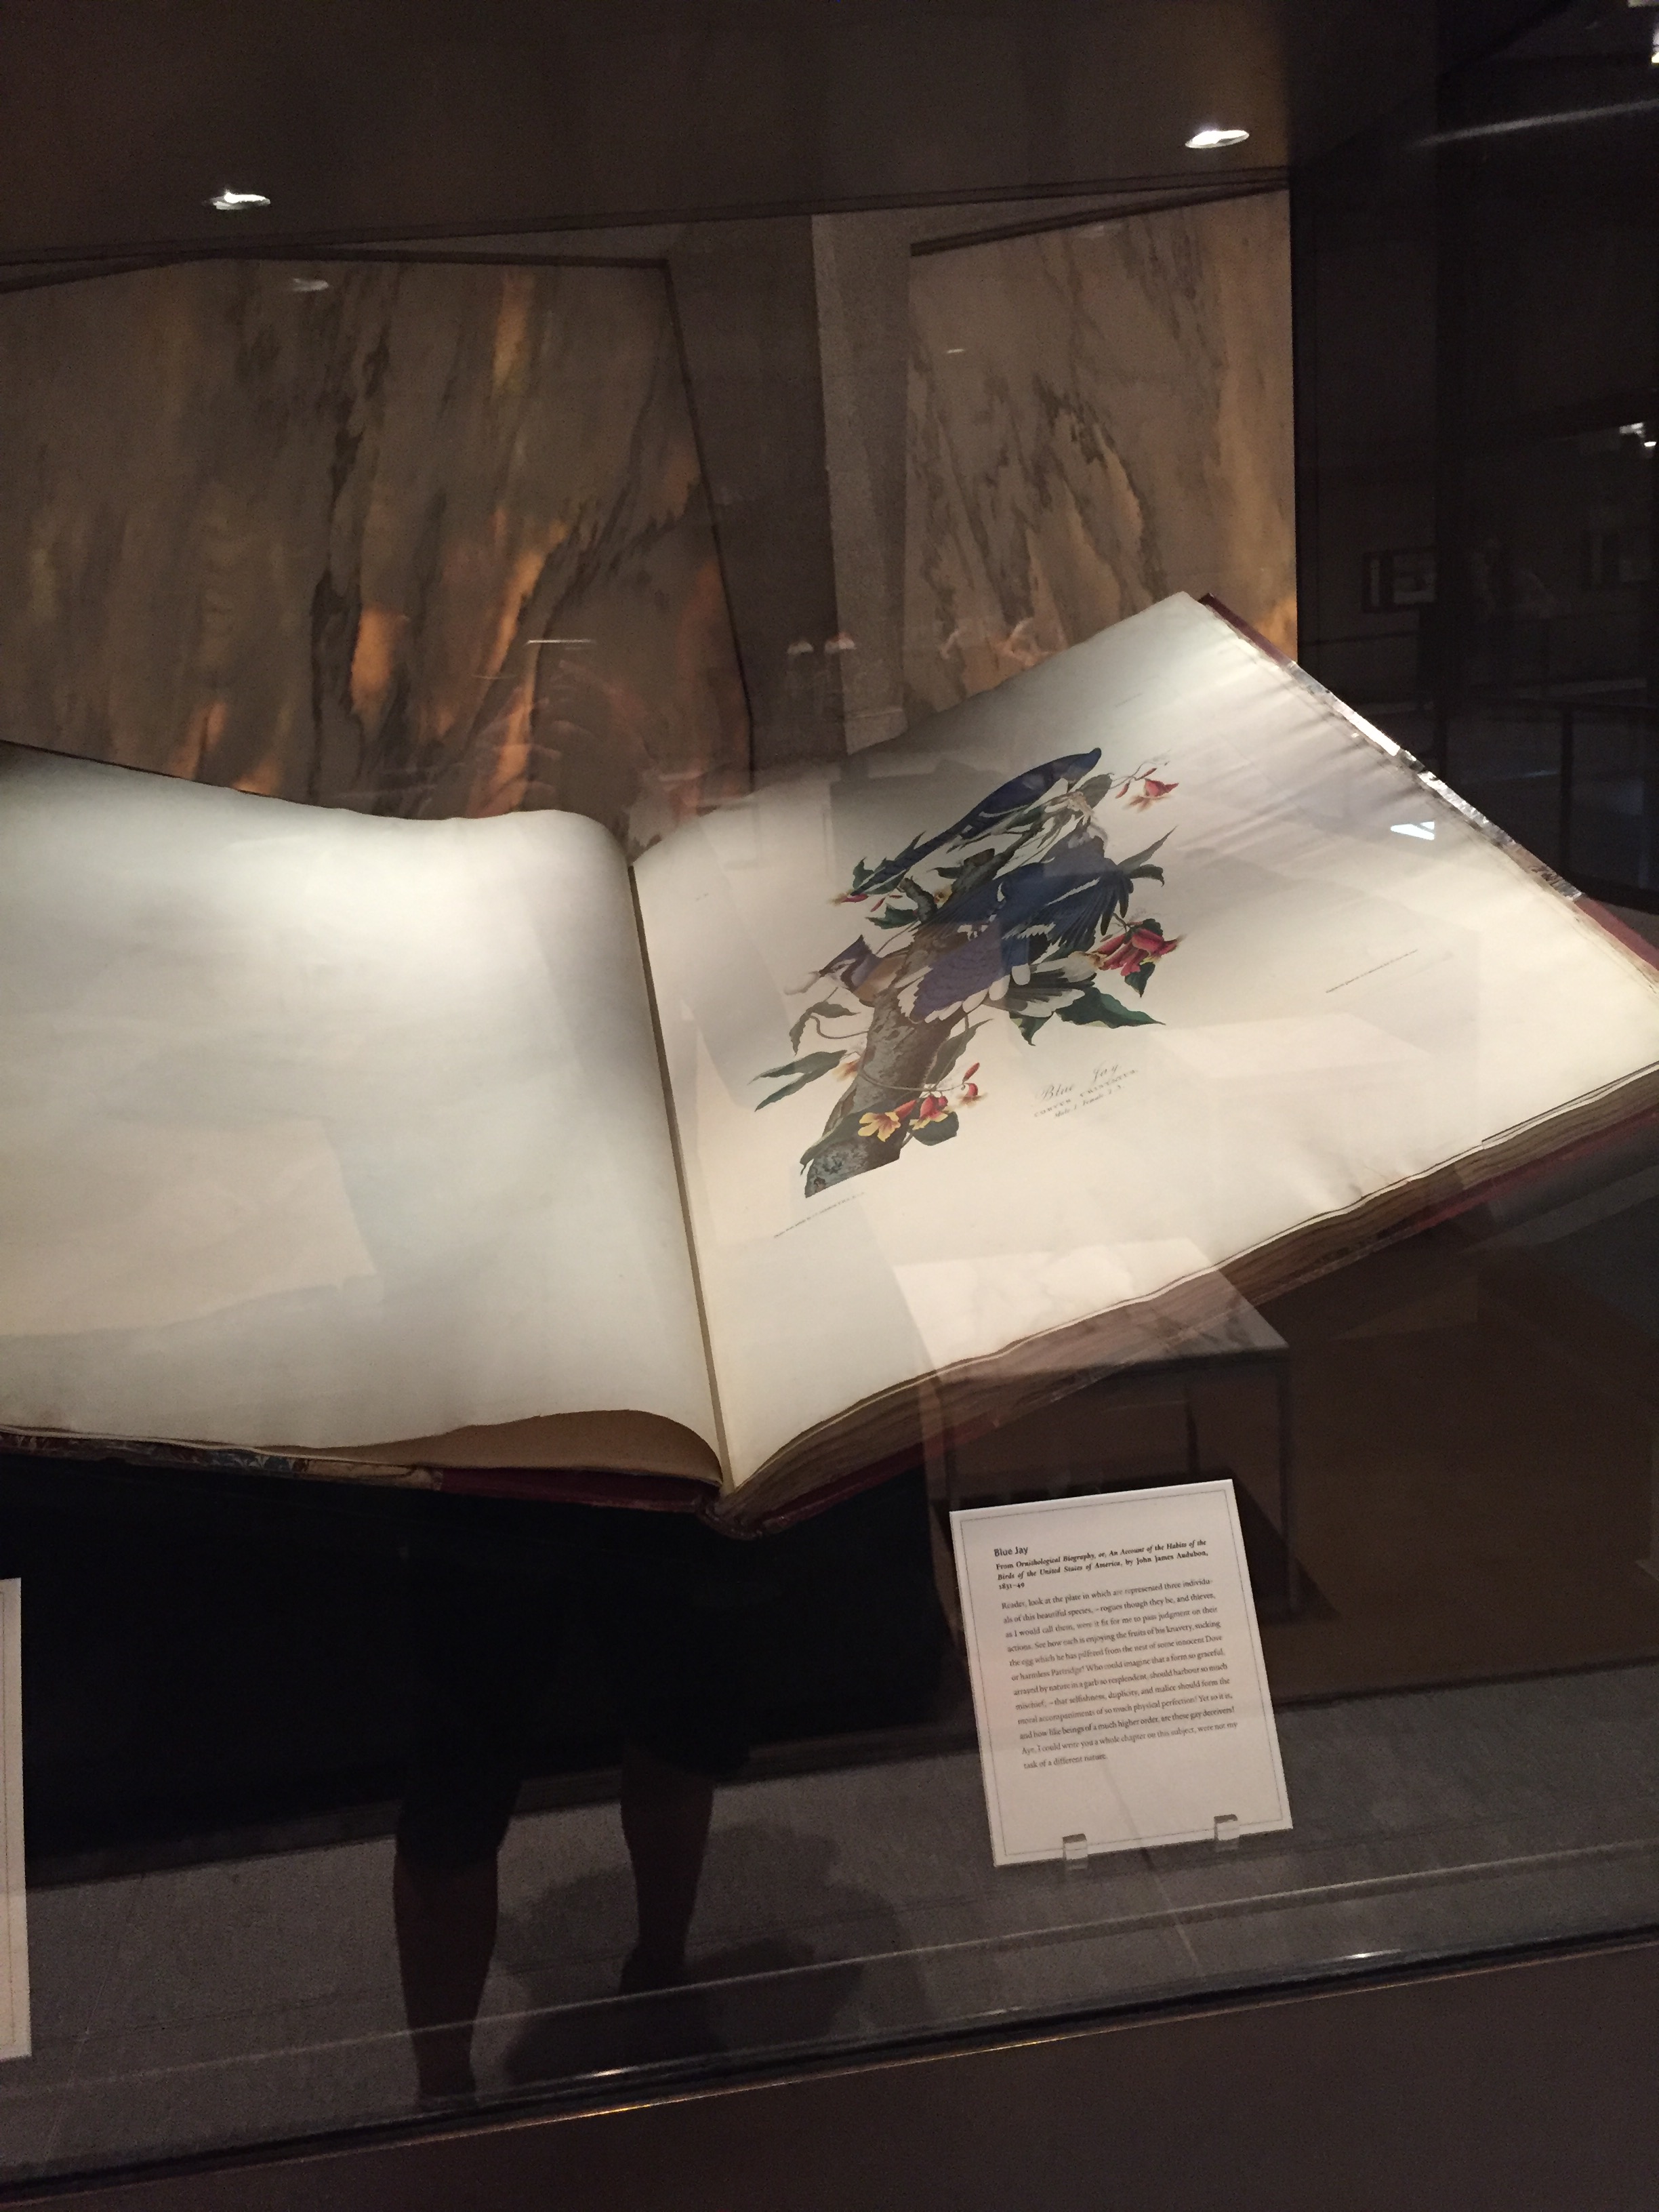 Blue Jay
CORVUS CRISTATUS
Male 1. Female 2. 3.
Blue Jay
From Ornithological Biography, or, An Account of the Habits of the
Birds of the United States of America, by John James Audubon,
1831–49
Reader, look at the plate in which are represented three individu-
als of this beautiful species, – rogues though they be, and thieves,
as I would call them, were it fit for me to pass judgment on their
actions. See how each is enjoying the fruits of his knavery, sucking
the egg which he has pilfered from the nest of some innocent Dove
or harmless Partridge! Who could imagine that a form so graceful,
arrayed by nature in a garb so resplendent, should harbour so much
mischief; – that selfishness, duplicity, and malice should form the
moral accompaniments of so much physical perfection! Yet so it is,
and how like beings of a much higher order, are these gay deceivers!
Aye, I could write you a whole chapter on this subject, were not my
task of a different nature.